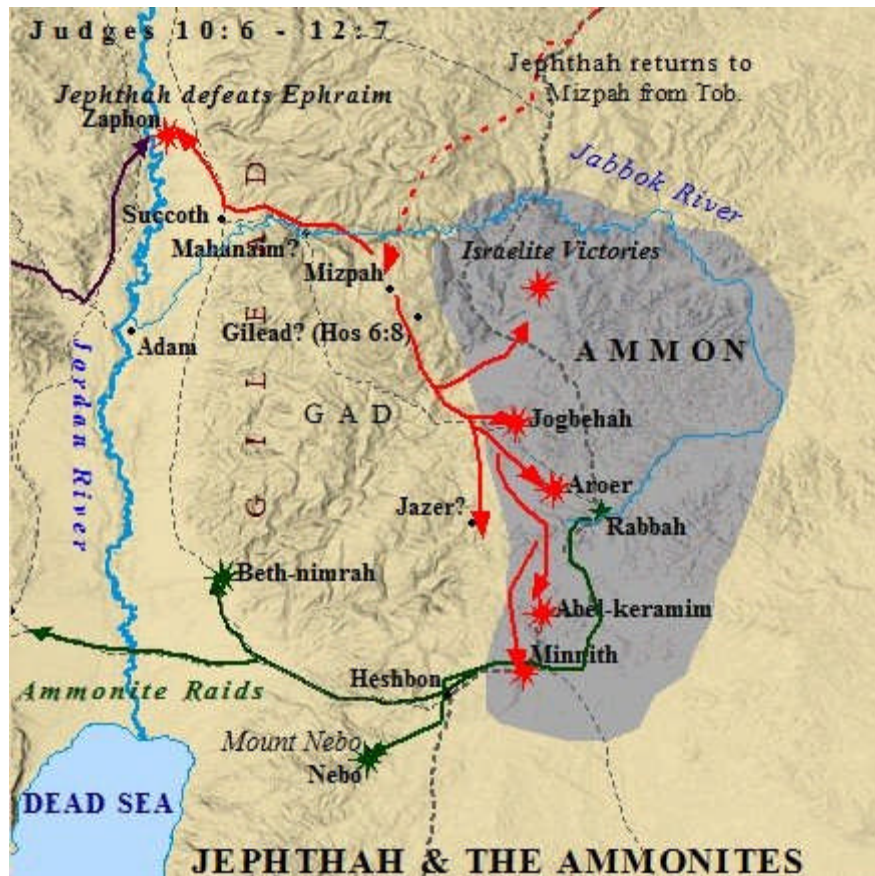 Judges 10:6 - 12:7
Jephthah returns to
Mizpah from Tob.
Jephthah defeats Ephraim
Zaphon
Jabbok River
Succoth
Mahanaim?
Israelite Victories
Mizpah
Gilead? (Hos 6:8)
Adam
AMMON
Jordan River
GILEAD
GAD
Jogbehah
Aroer
Jazer?
Rabbah
Beth-nimrah
Abel-keramim
Minnith
Heshbon
Ammonite Raids
Mount Nebo
Nebo
DEAD SEA
JEPHTHAH & THE AMMONITES